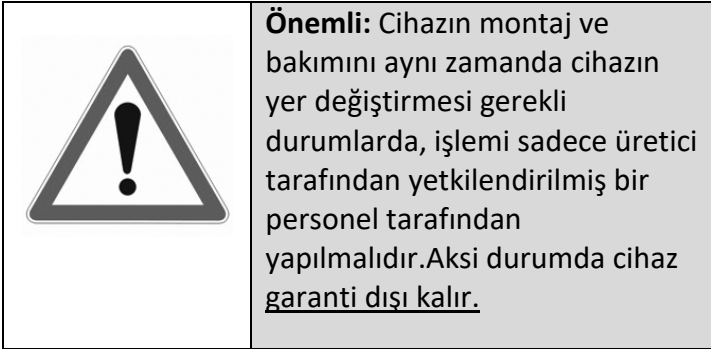 Önemli: Cihazın montaj ve
bakımını aynı zamanda cihazın
yer değiştirmesi gerekli
durumlarda, işlemi sadece üretici
tarafından yetkilendirilmiş bir
personel tarafından
yapılmalıdır.Aksi durumda cihaz
garanti dışı kalır.